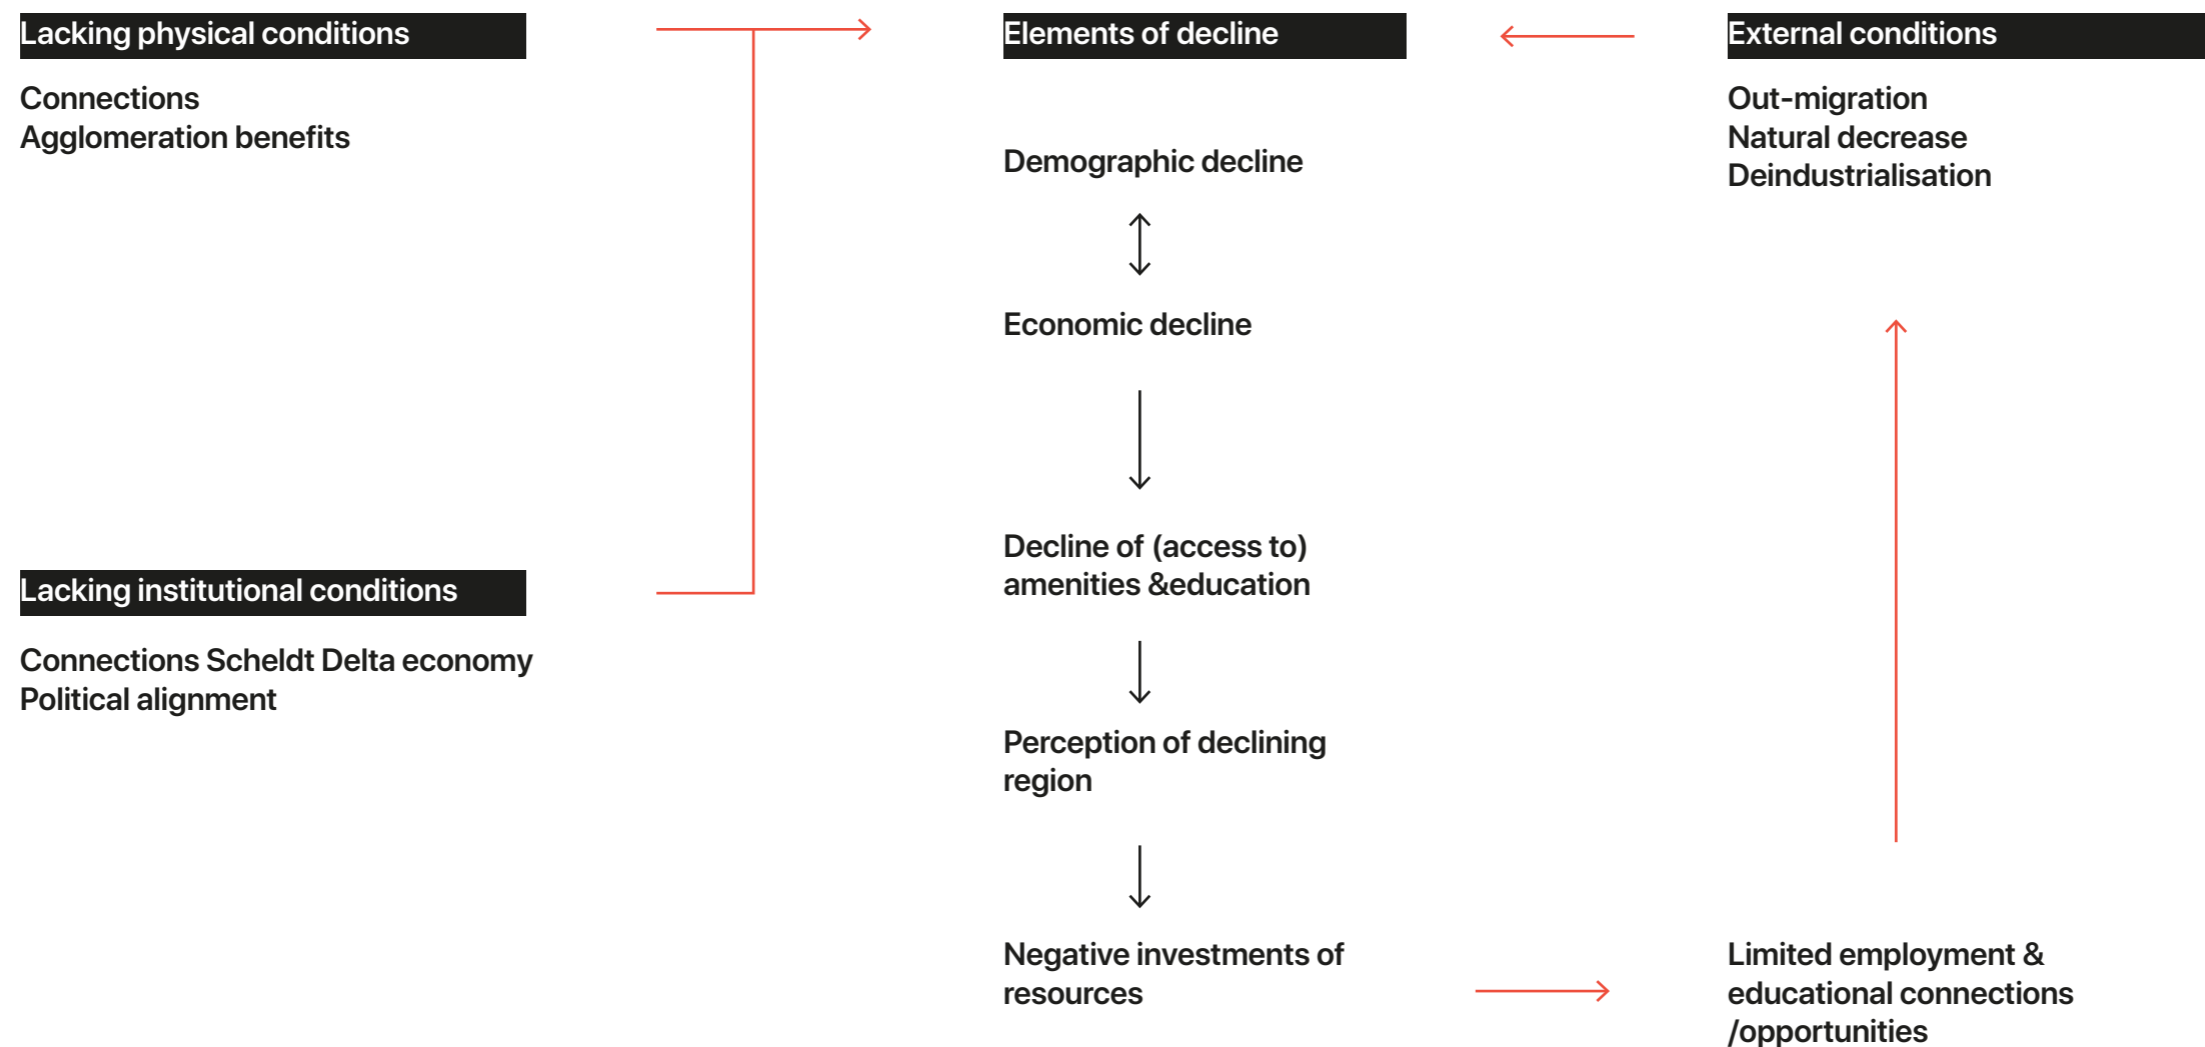 Lacking physical conditions
Connections
Agglomeration benefits
Lacking institutional conditions
Connections Scheldt Delta economy
Political alignment
Elements of decline
Demographic decline
Economic decline
Decline of (access to)
amenities &education
Perception of declining
region
Negative investments of
resources
External conditions
Out-migration
Natural decrease
Deindustrialisation
Limited employment &
educational connections
/opportunities